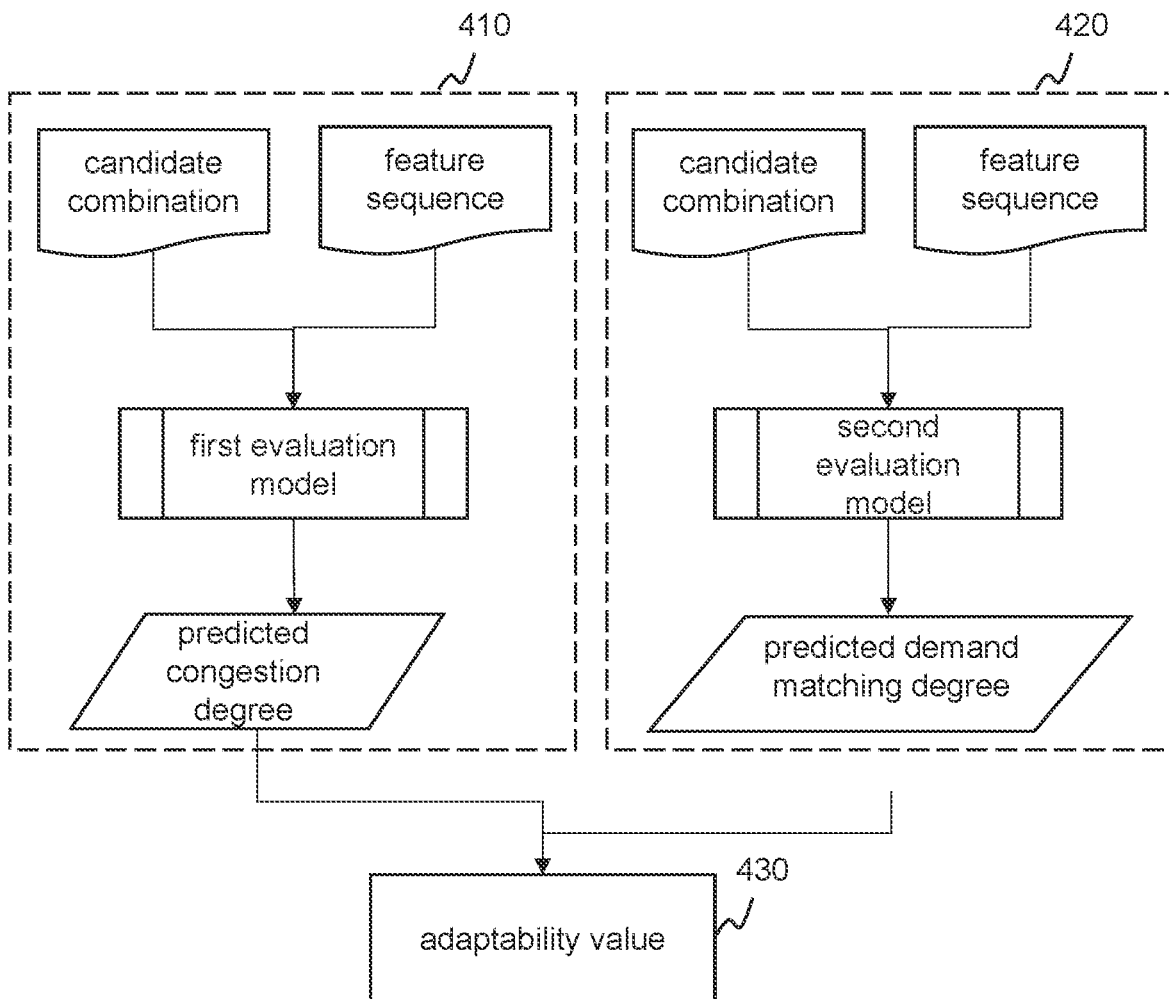 410
420
candidate
combination
feature
sequence
candidate
combination
feature
sequence
first evaluation
model
second
evaluation
model
predicted
congestion
degree
predicted demand
matching degree
430
adaptability value